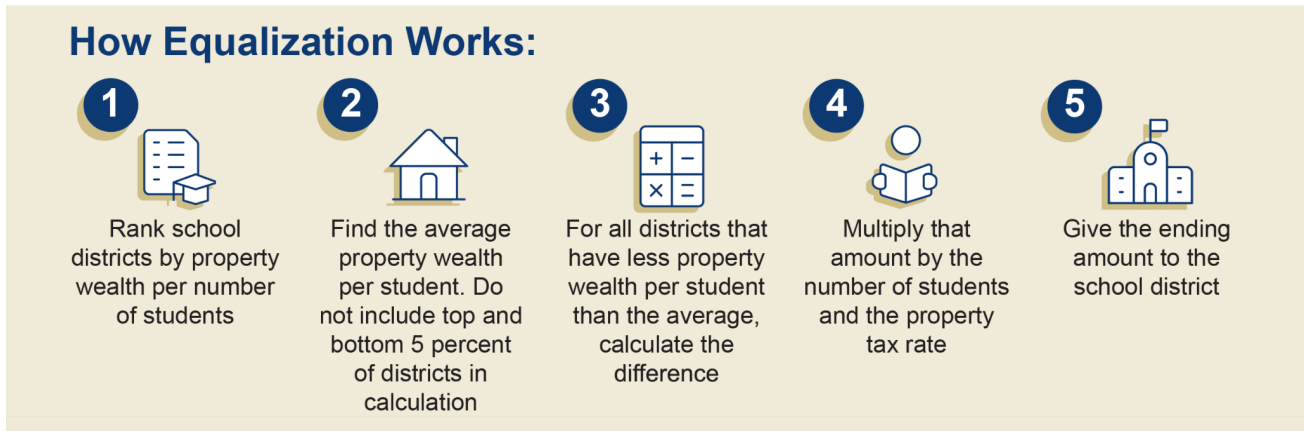 How Equalization Works:
1
Rank school
districts by property
wealth per number
of students
2
Find the average
property wealth
per student. Do
not include top and
bottom 5 percent
of districts in
calculation
3
For all districts that
have less property
wealth per student
than the average,
calculate the
difference
4
Multiply that
amount by the
number of students
and the property
tax rate
5
Give the ending
amount to the
school district